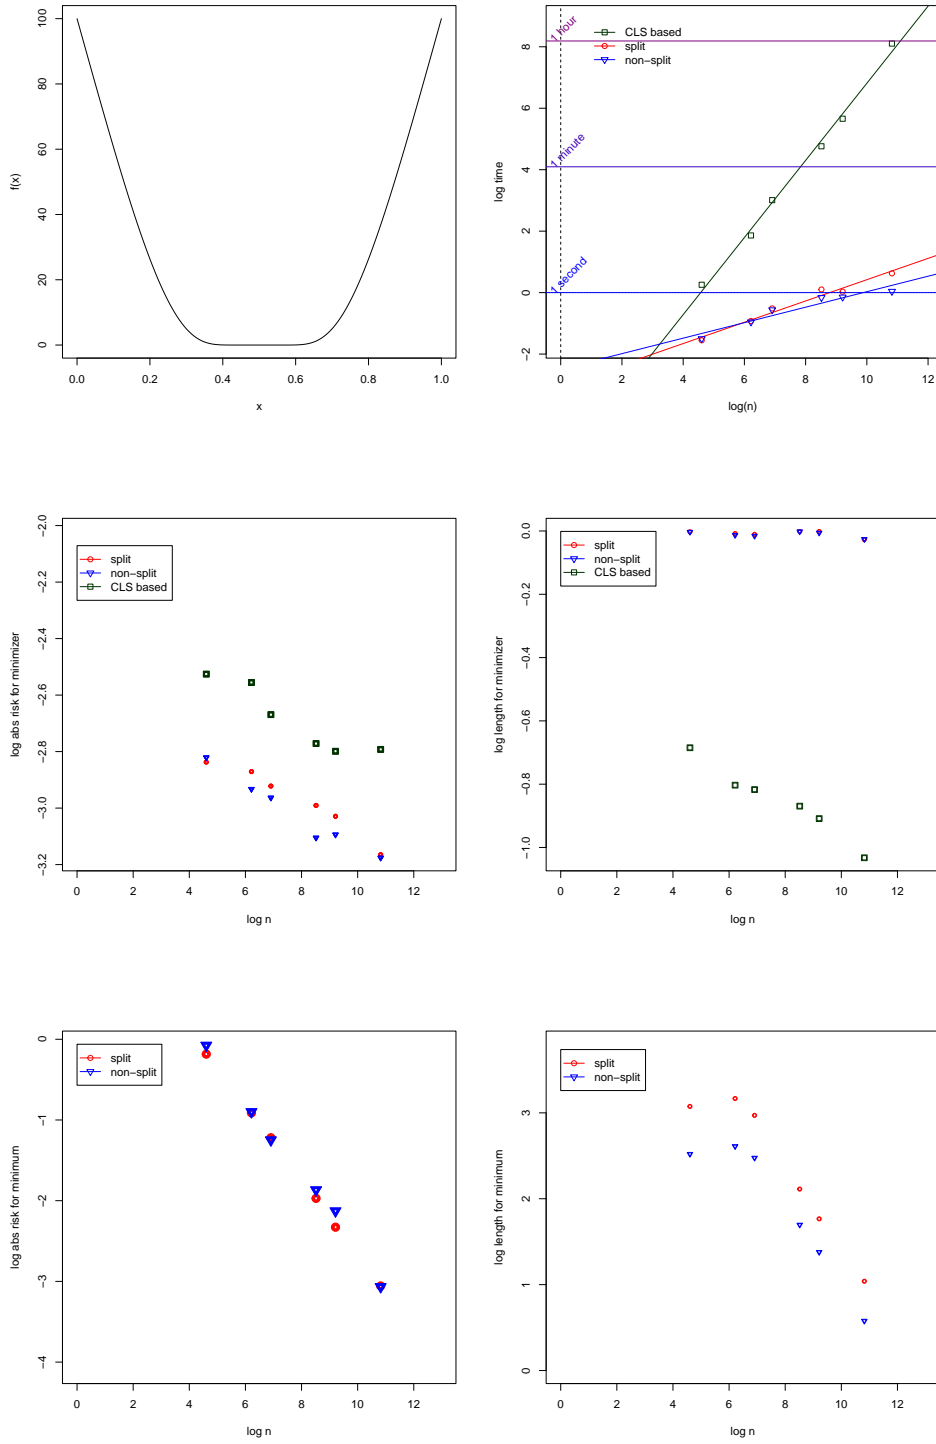 f(x)
100
80
60
40
20
0
0.0 0.2 0.4 0.6 0.8 1.0
x
log time
8
6
4
2
0
−2
1 hour
1 minute
1 second
CLS based
split
non−split
0 2 4 6 8 10 12
log(n)
log abs risk for minimizer
−2.0
−2.2
−2.4
−2.6
−2.8
−3.0
−3.2
split
non−split
CLS based
0 2 4 6 8 10 12
log n
log length for minimizer
0.0
−0.2
−0.4
−0.6
−0.8
−1.0
split
non−split
CLS based
0 2 4 6 8 10 12
log n
log abs risk for minimum
0
−1
−2
−3
−4
split
non−split
0 2 4 6 8 10 12
log n
log length for minimum
3
2
1
0
split
non−split
0 2 4 6 8 10 12
log n